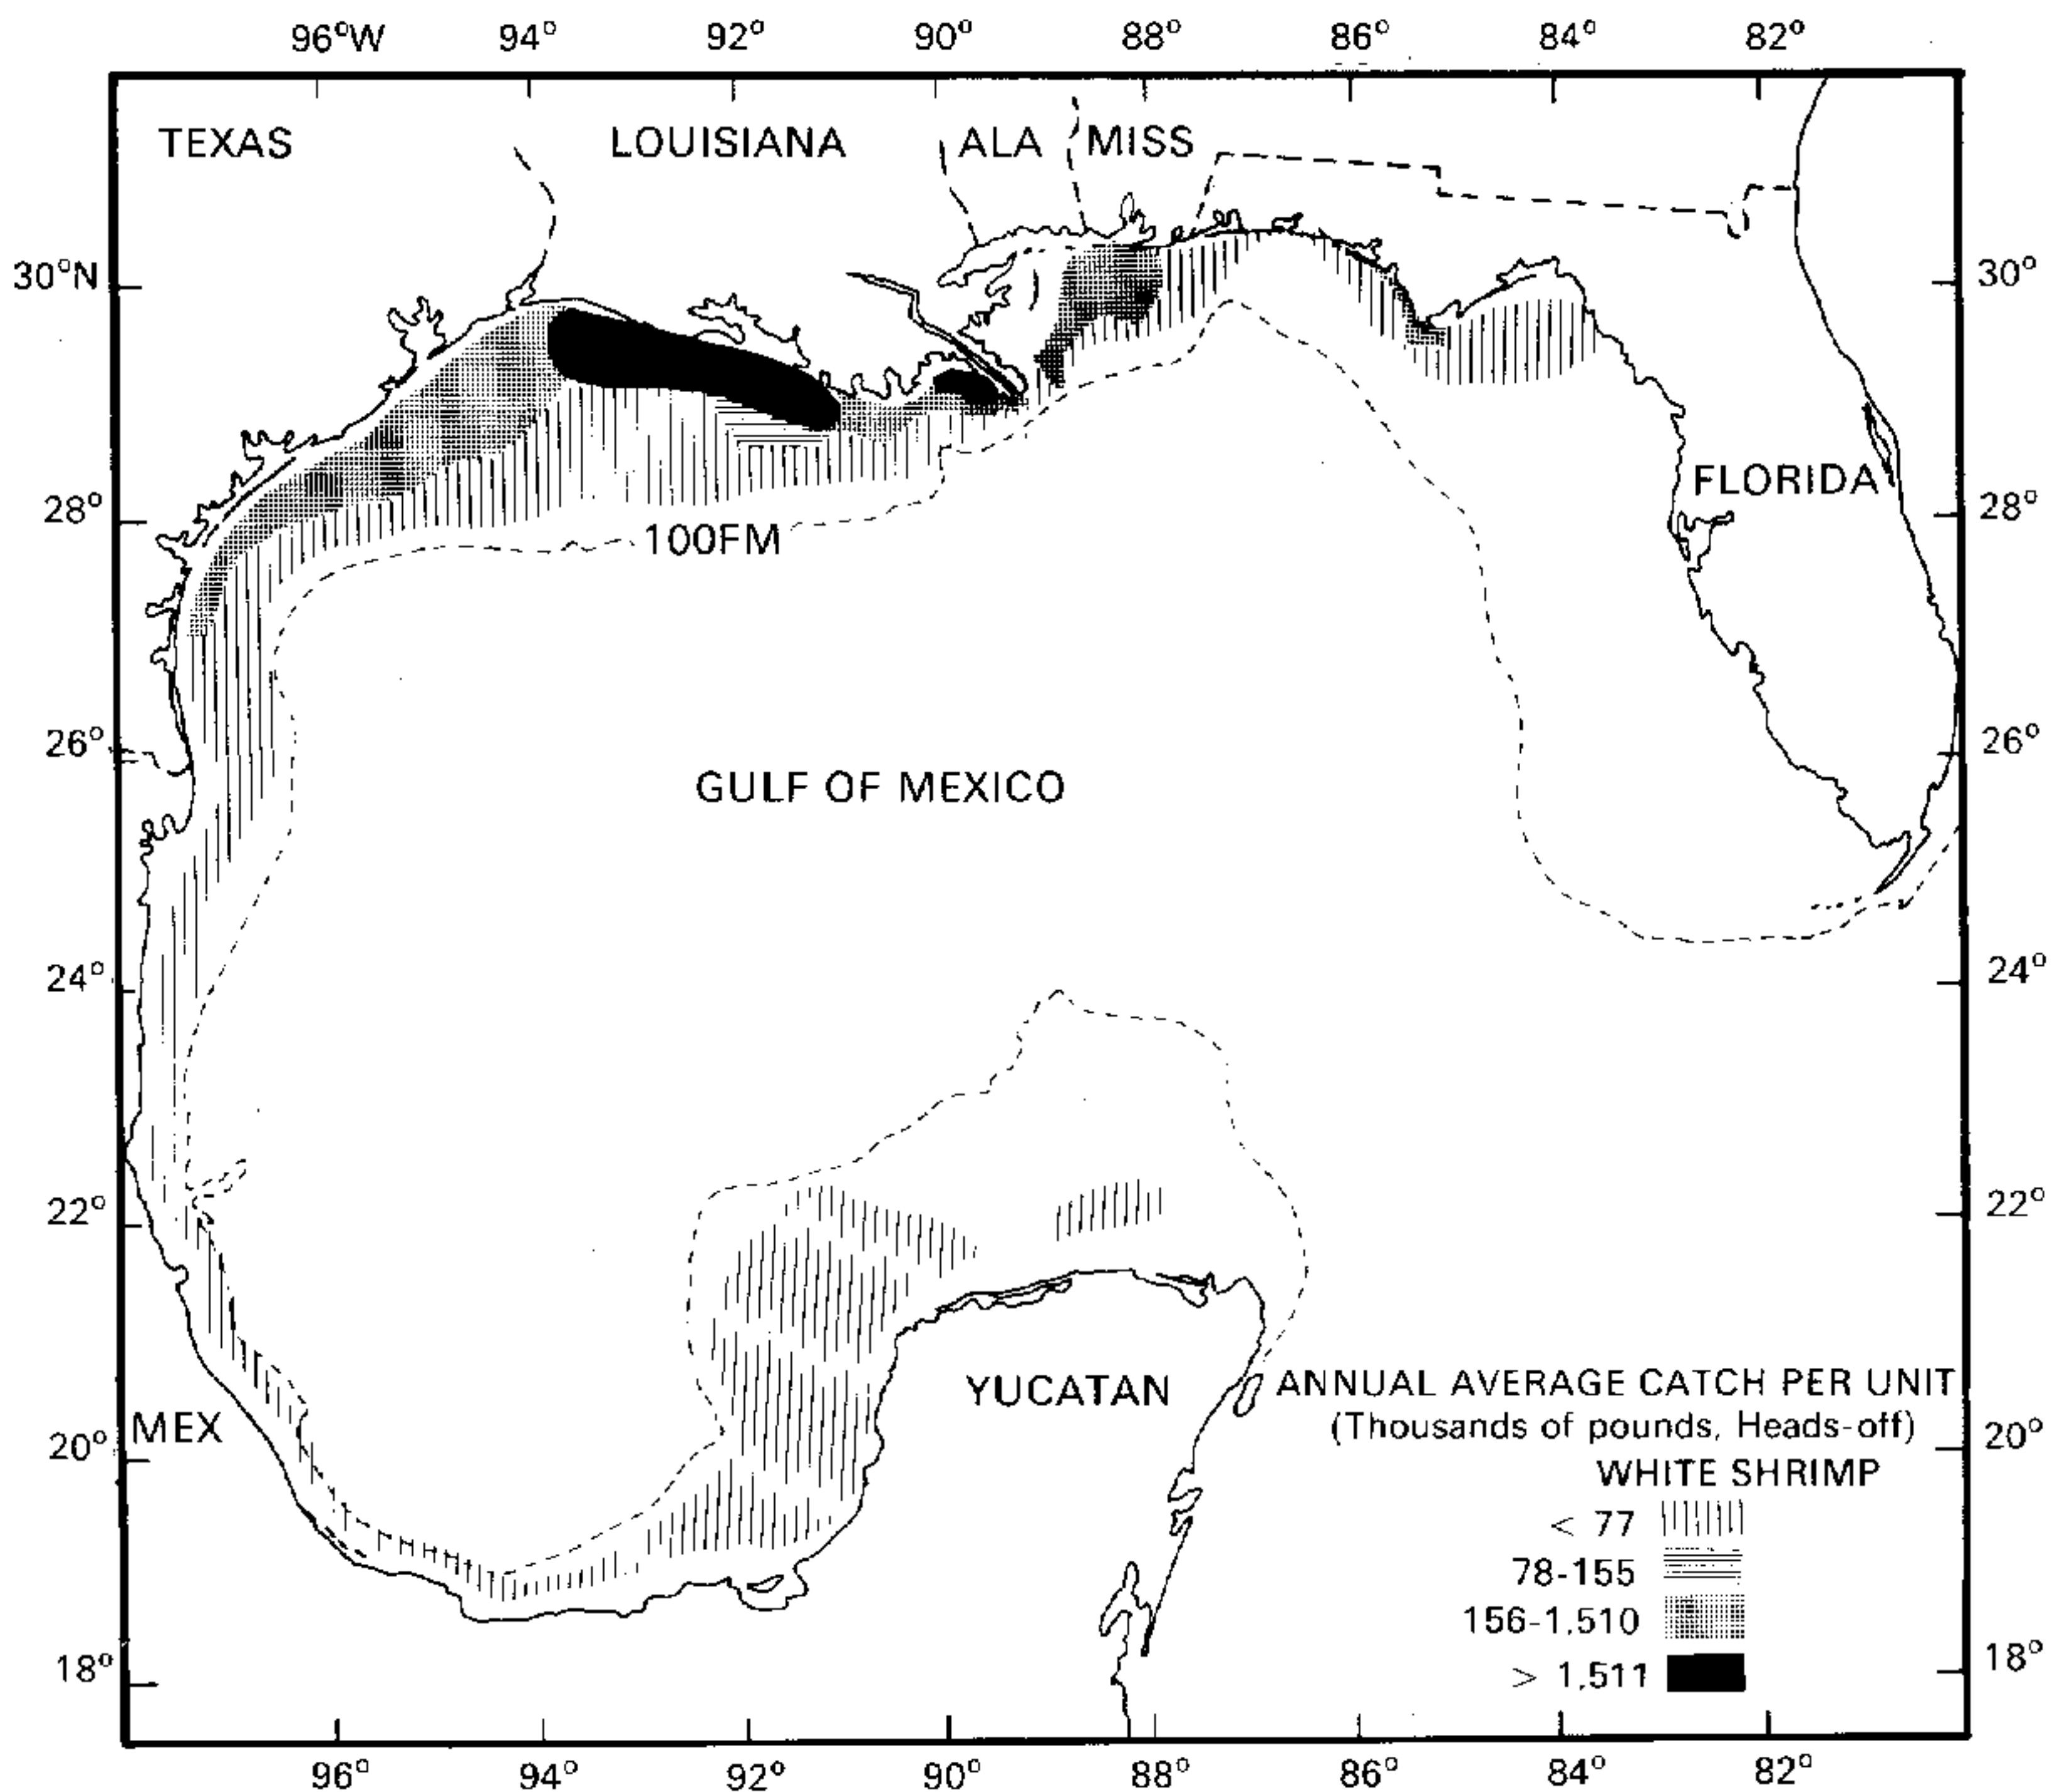 96°W 94° 92° 90° 88° 86° 84° 82°
TEXAS LOUISIANA ALA MISS
30°N 30°
FLORIDA
28° 28°
100FM
26° 26°
GULF OF MEXICO
24° 24°
22° 22°
YUCATAN
ANNUAL AVERAGE CATCH PER UNIT
(Thousands of pounds, Heads-off)
MEX
20° 20°
WHITE SHRIMP
< 77
78-155
156-1,510
18° 18°
> 1,511
96° 94° 92° 90° 88° 86° 84° 82°